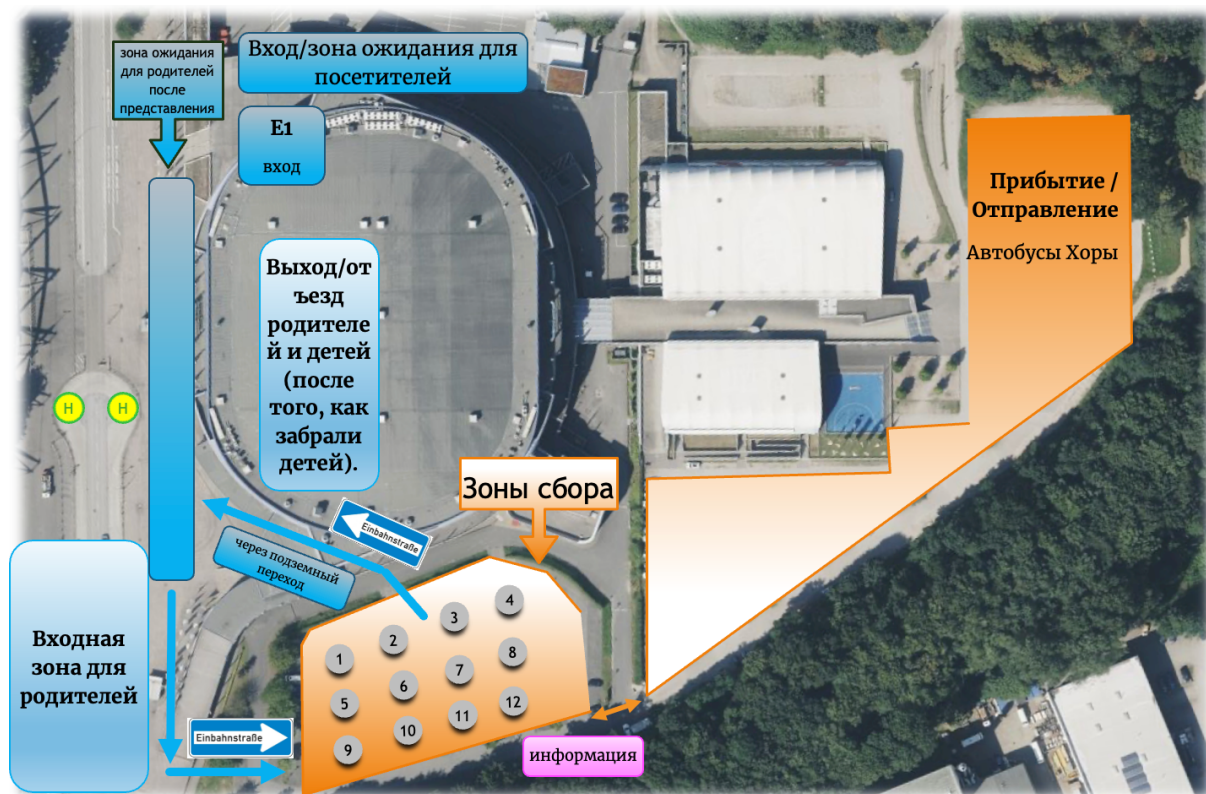 зона ожидания
для родителей
после
представления
Вход/зона ожидания для
посетителей
E1
вход
Прибытие /
Отправление
Автобусы Хоры
Выход/от
ъезд
родителе
й и детей
(после
того, как
забрали
детей).
H
H
Зоны сбора
Einbahnstraße
через подземный
переход
1
2
3
4
5
6
7
8
9
10
11
12
Входная
зона для
родителей
Einbahnstraße
информация